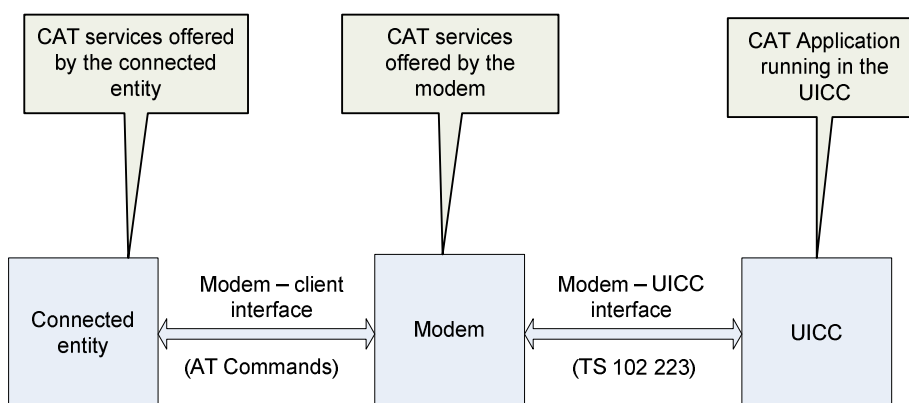 CAT services offered
by the connected
entity
CAT services
offered by the
modem
CAT Application
running in the
UICC
Connected
entity
Modem – client
interface
(AT Commands)
Modem
Modem – UICC
interface
(TS 102 223)
UICC